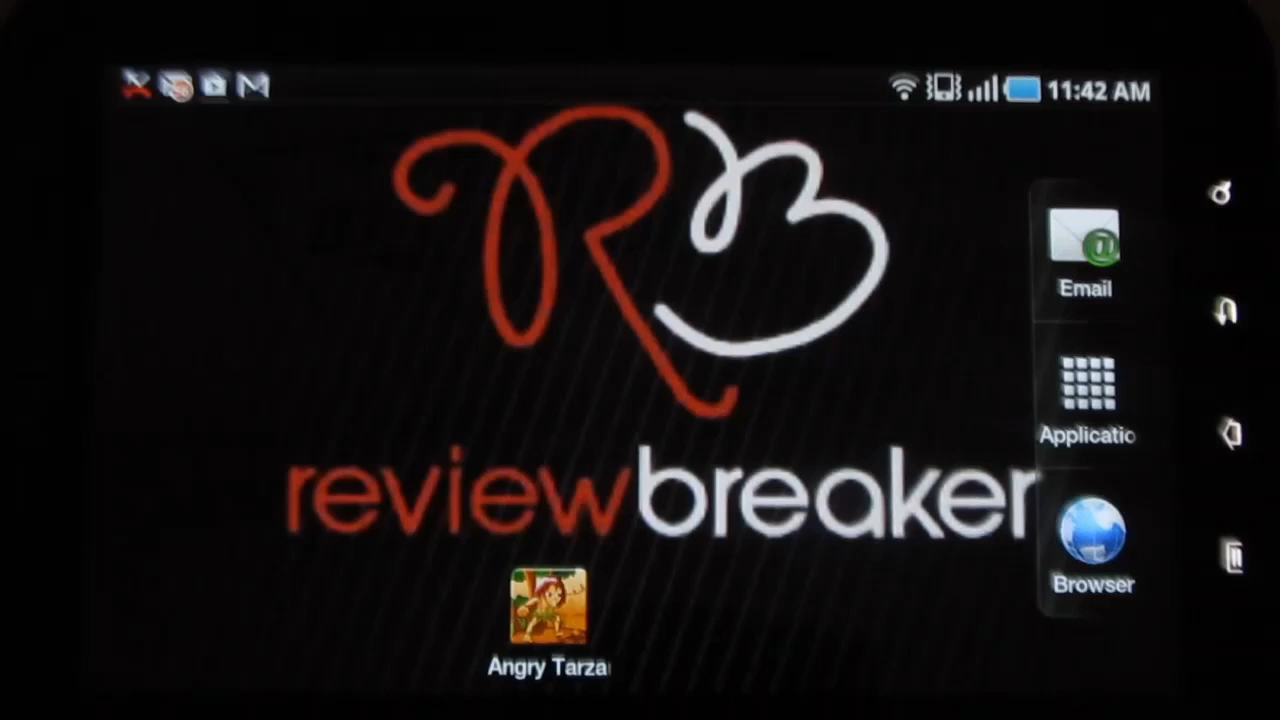 11:42 AM
RB
Email
Applicatio
reviewbreaker
Browser
Angry Tarza